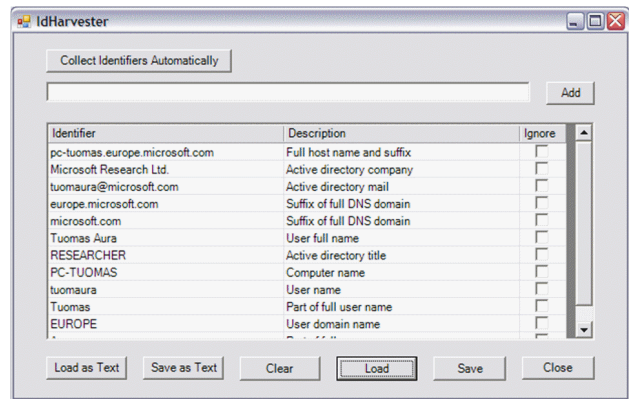 IdHarvester
Collect Identifiers Automatically
Add
Identifier Description Ignore
pc-tuomas.europe.microsoft.com Full host name and suffix
Microsoft Research Ltd. Active directory company
tuomaura@microsoft.com Active directory mail
europe.microsoft.com Suffix of full DNS domain
microsoft.com Suffix of full DNS domain
Tuomas Aura User full name
RESEARCHER Active directory title
PC-TUOMAS Computer name
tuomaura User name
Tuomas Part of full user name
EUROPE User domain name
Load as Text Save as Text Clear Load Save Close